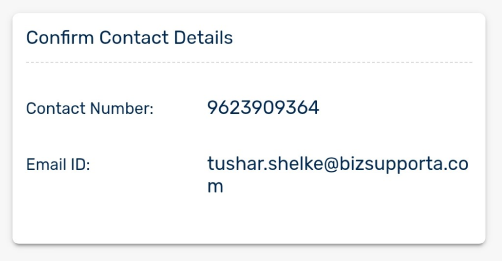 Confirm Contact Details
Contact Number: 9623909364
Email ID: tushar.shelke@bizsupporta.co
m